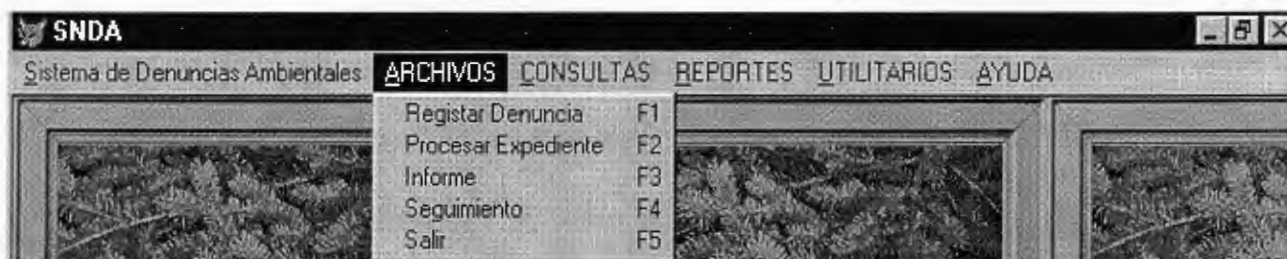 SNDA
Sistema de Denuncias Ambientales ARCHIVOS CONSULTAS REPORTES UTILITARIOS AYUDA
Registar Denuncia F1
Procesar Expediente F2
Informe F3
Seguimiento F4
Salir F5